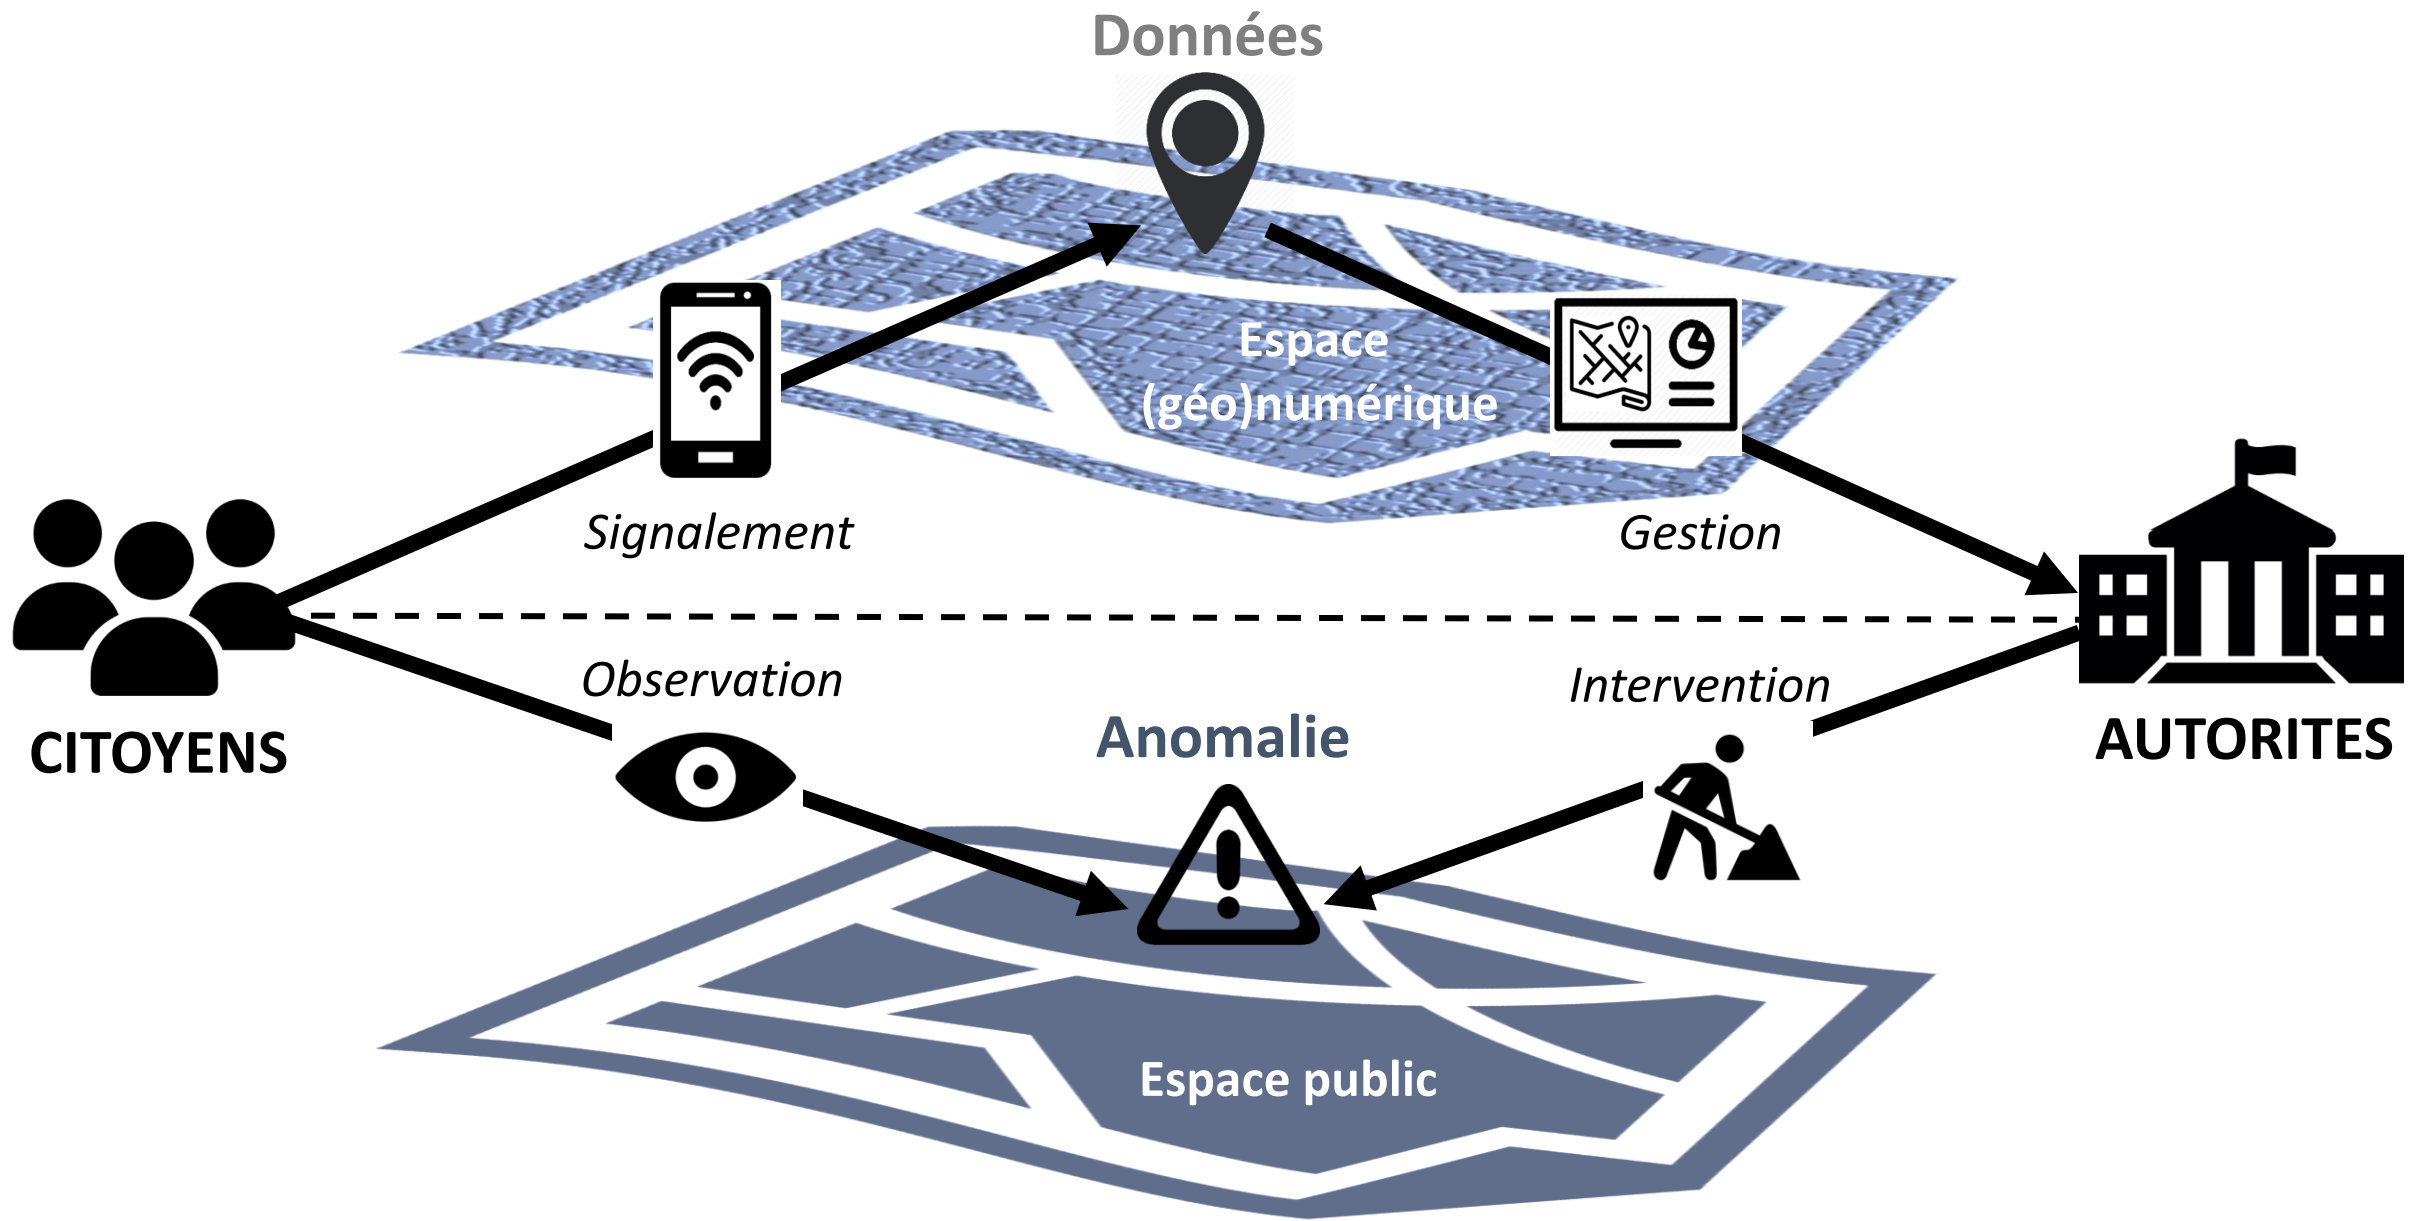 Données
Espace
(géo)numérique
Signalement
Gestion
Observation
Intervention
Anomalie
CITOYENS
AUTORITES
Espace public